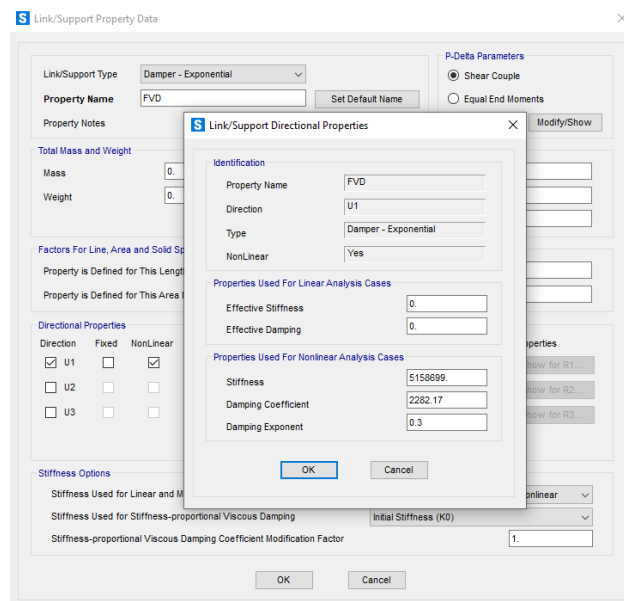 Link/Support Property Data
P-Delta Parameters
Link/Support Type Damper - Exponential
Shear Couple
Property Name FVD Set Default Name
Equal End Moments
Property Notes
Modify/Show
Link/Support Directional Properties
Total Mass and Weight
Mass 0.
Weight 0.
Identification
Property Name FVD
Direction U1
Type Damper - Exponential
NonLinear Yes
Factors For Line, Area and Solid Sp
Property is Defined for This Lengt
Property is Defined for This Area
Properties Used For Linear Analysis Cases
Effective Stiffness 0.
Effective Damping 0.
Directional Properties
Direction Fixed NonLinear
U1
U2
U3
Properties Used For Nonlinear Analysis Cases
Stiffness 5158699.
Damping Coefficient 2282.17
Damping Exponent 0.3
operties
how for R1...
how for R2...
how for R3...
OK Cancel
Stiffness Options
Stiffness Used for Linear and M
onlinear
Stiffness Used for Stiffness-proportional Viscous Damping Initial Stiffness (K0)
Stiffness-proportional Viscous Damping Coefficient Modification Factor 1.
OK Cancel